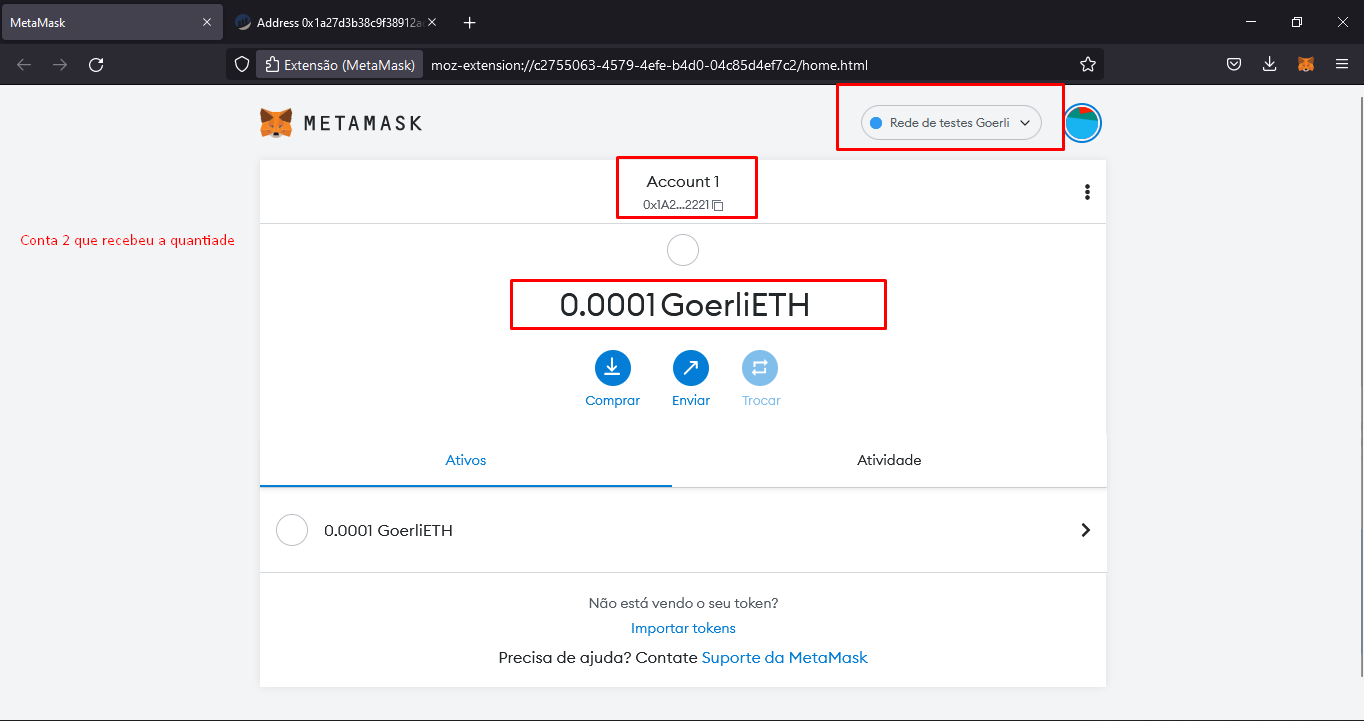 MetaMask
Address 0x1a27d3b38c9f38912a
Extensão (MetaMask) moz-extension://c2755063-4579-4efe-b4d0-04c85d4ef7c2/home.html
METAMASK
Rede de testes Goerli
Account 1
0x1A2...2221
Conta 2 que recebeu a quantiade
0.0001 GoerliETH
Comprar Enviar Trocar
Ativos Atividade
0.0001 GoerliETH
Não está vendo o seu token?
Importar tokens
Precisa de ajuda? Contate Suporte da MetaMask